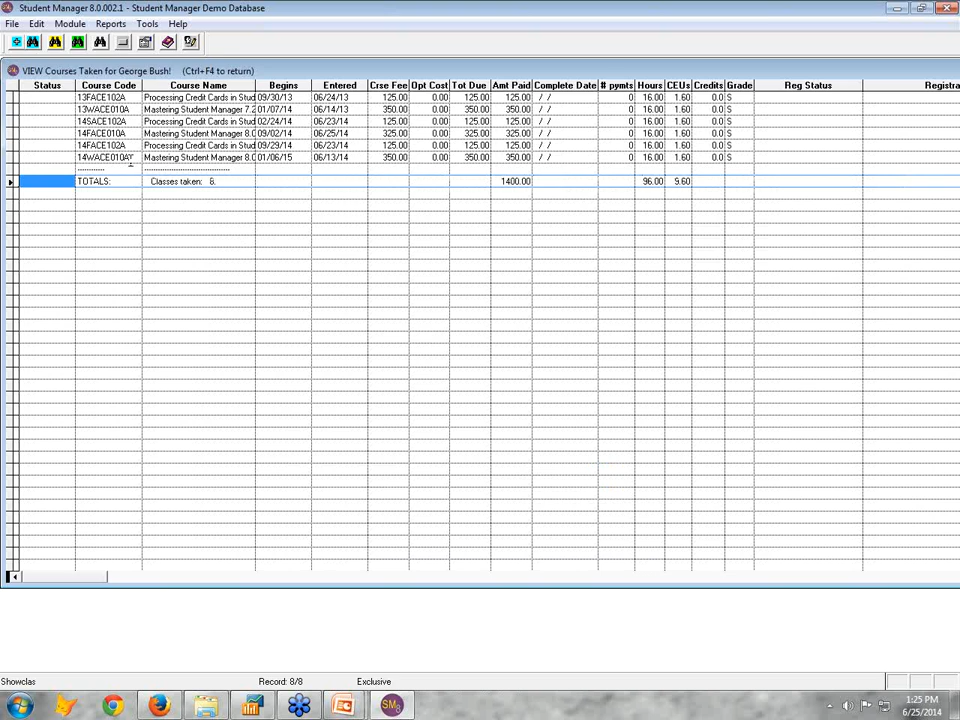 Student Manager 8.0.002.1 - Student Manager Demo Database
File Edit Module Reports Tools Help
VIEW Courses Taken for George Bush! (Ctrl+F4 to return)
Status Course Code Course Name Begins Entered Crse Fee Opt Cost Tot Due Amt Paid Complete Date # pymts Hours CEUs Credits Grade Reg Status Registra
13FACE102A Processing Credit Cards in Stud 09/30/13 06/24/13 125.00 0.00 125.00 125.00 / / 0 16.00 1.60 0.0 S
13WACE010A Mastering Student Manager 7.2 01/07/14 06/14/13 350.00 0.00 350.00 350.00 / / 0 16.00 1.60 0.0 S
14SACE102A Processing Credit Cards in Stud 02/24/14 06/23/14 125.00 0.00 125.00 125.00 / / 0 16.00 1.60 0.0 S
14FACE010A Mastering Student Manager 8.0 09/02/14 06/25/14 325.00 0.00 325.00 325.00 / / 0 16.00 1.60 0.0 S
14FACE102A Processing Credit Cards in Stud 09/29/14 06/23/14 125.00 0.00 125.00 125.00 / / 0 16.00 1.60 0.0 S
14WACE010A Mastering Student Manager 8.0 01/06/15 06/13/14 350.00 0.00 350.00 350.00 / / 0 16.00 1.60 0.0 S
----------- -----------------------------------
TOTALS: Classes taken: 8. 1400.00 96.00 9.60
Showclas Record: 8/8 Exclusive
SM8
1:25 PM
6/25/2014